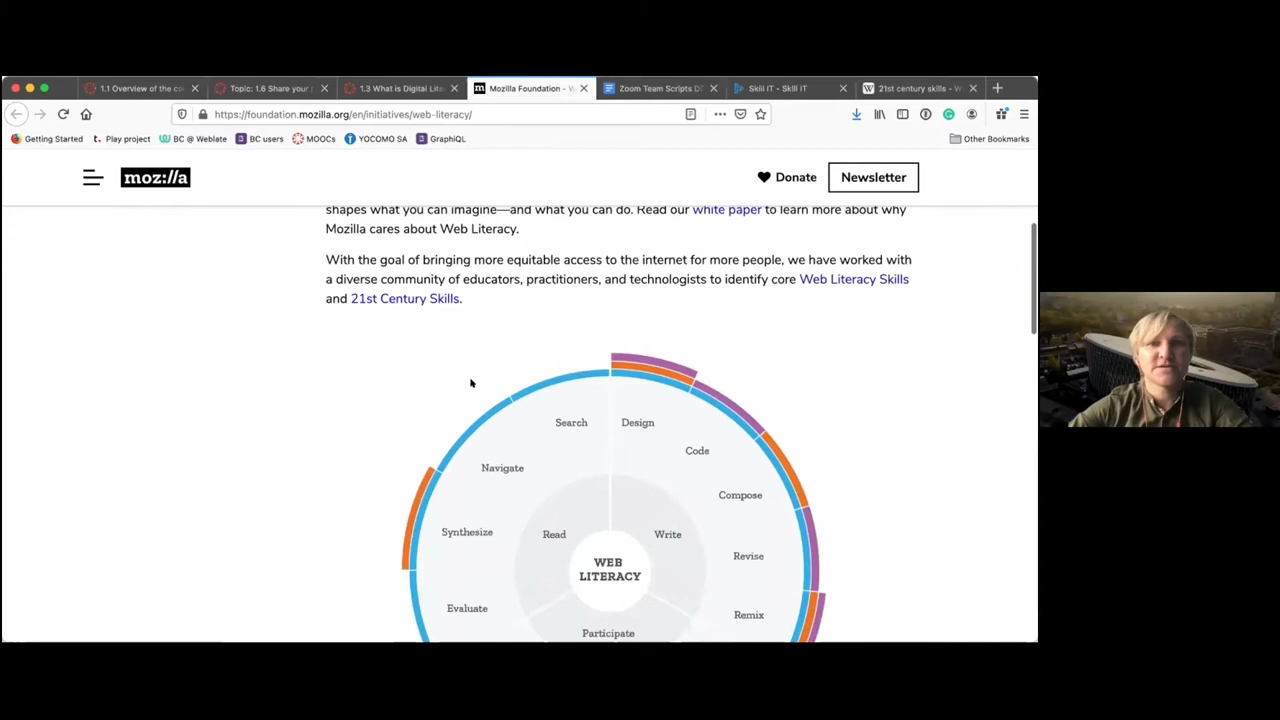 1.1 Overview of the co
Topic: 1.6 Share your
1.3 What is Digital Lite
Mozilla Foundation - W
Zoom Team Scripts D
Skill IT - Skill IT
21st century skills - W
https://foundation.mozilla.org/en/initiatives/web-literacy/
Getting Started
Play project
BC @ Weblate
BC users
MOOCs
YOCOMO SA
GraphiQL
Other Bookmarks
moz://a
Donate
Newsletter
shapes what you can imagine—and what you can do. Read our white paper to learn more about why
Mozilla cares about Web Literacy.
With the goal of bringing more equitable access to the internet for more people, we have worked with
a diverse community of educators, practitioners, and technologists to identify core Web Literacy Skills
and 21st Century Skills.
Search
Design
Navigate
Code
Compose
Synthesize
Read
Write
Revise
WEB
LITERACY
Evaluate
Remix
Participate